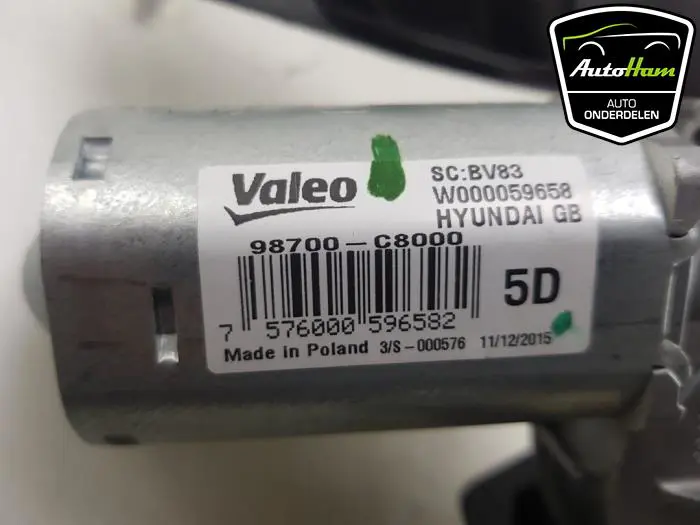 AutoHam
AUTO
ONDERDELEN
Valeo
SC:BV83
W000059658
HYUNDAI GB
98700-C8000
5D
7 576000 596582
Made in Poland 3/S-000576 11/12/2015